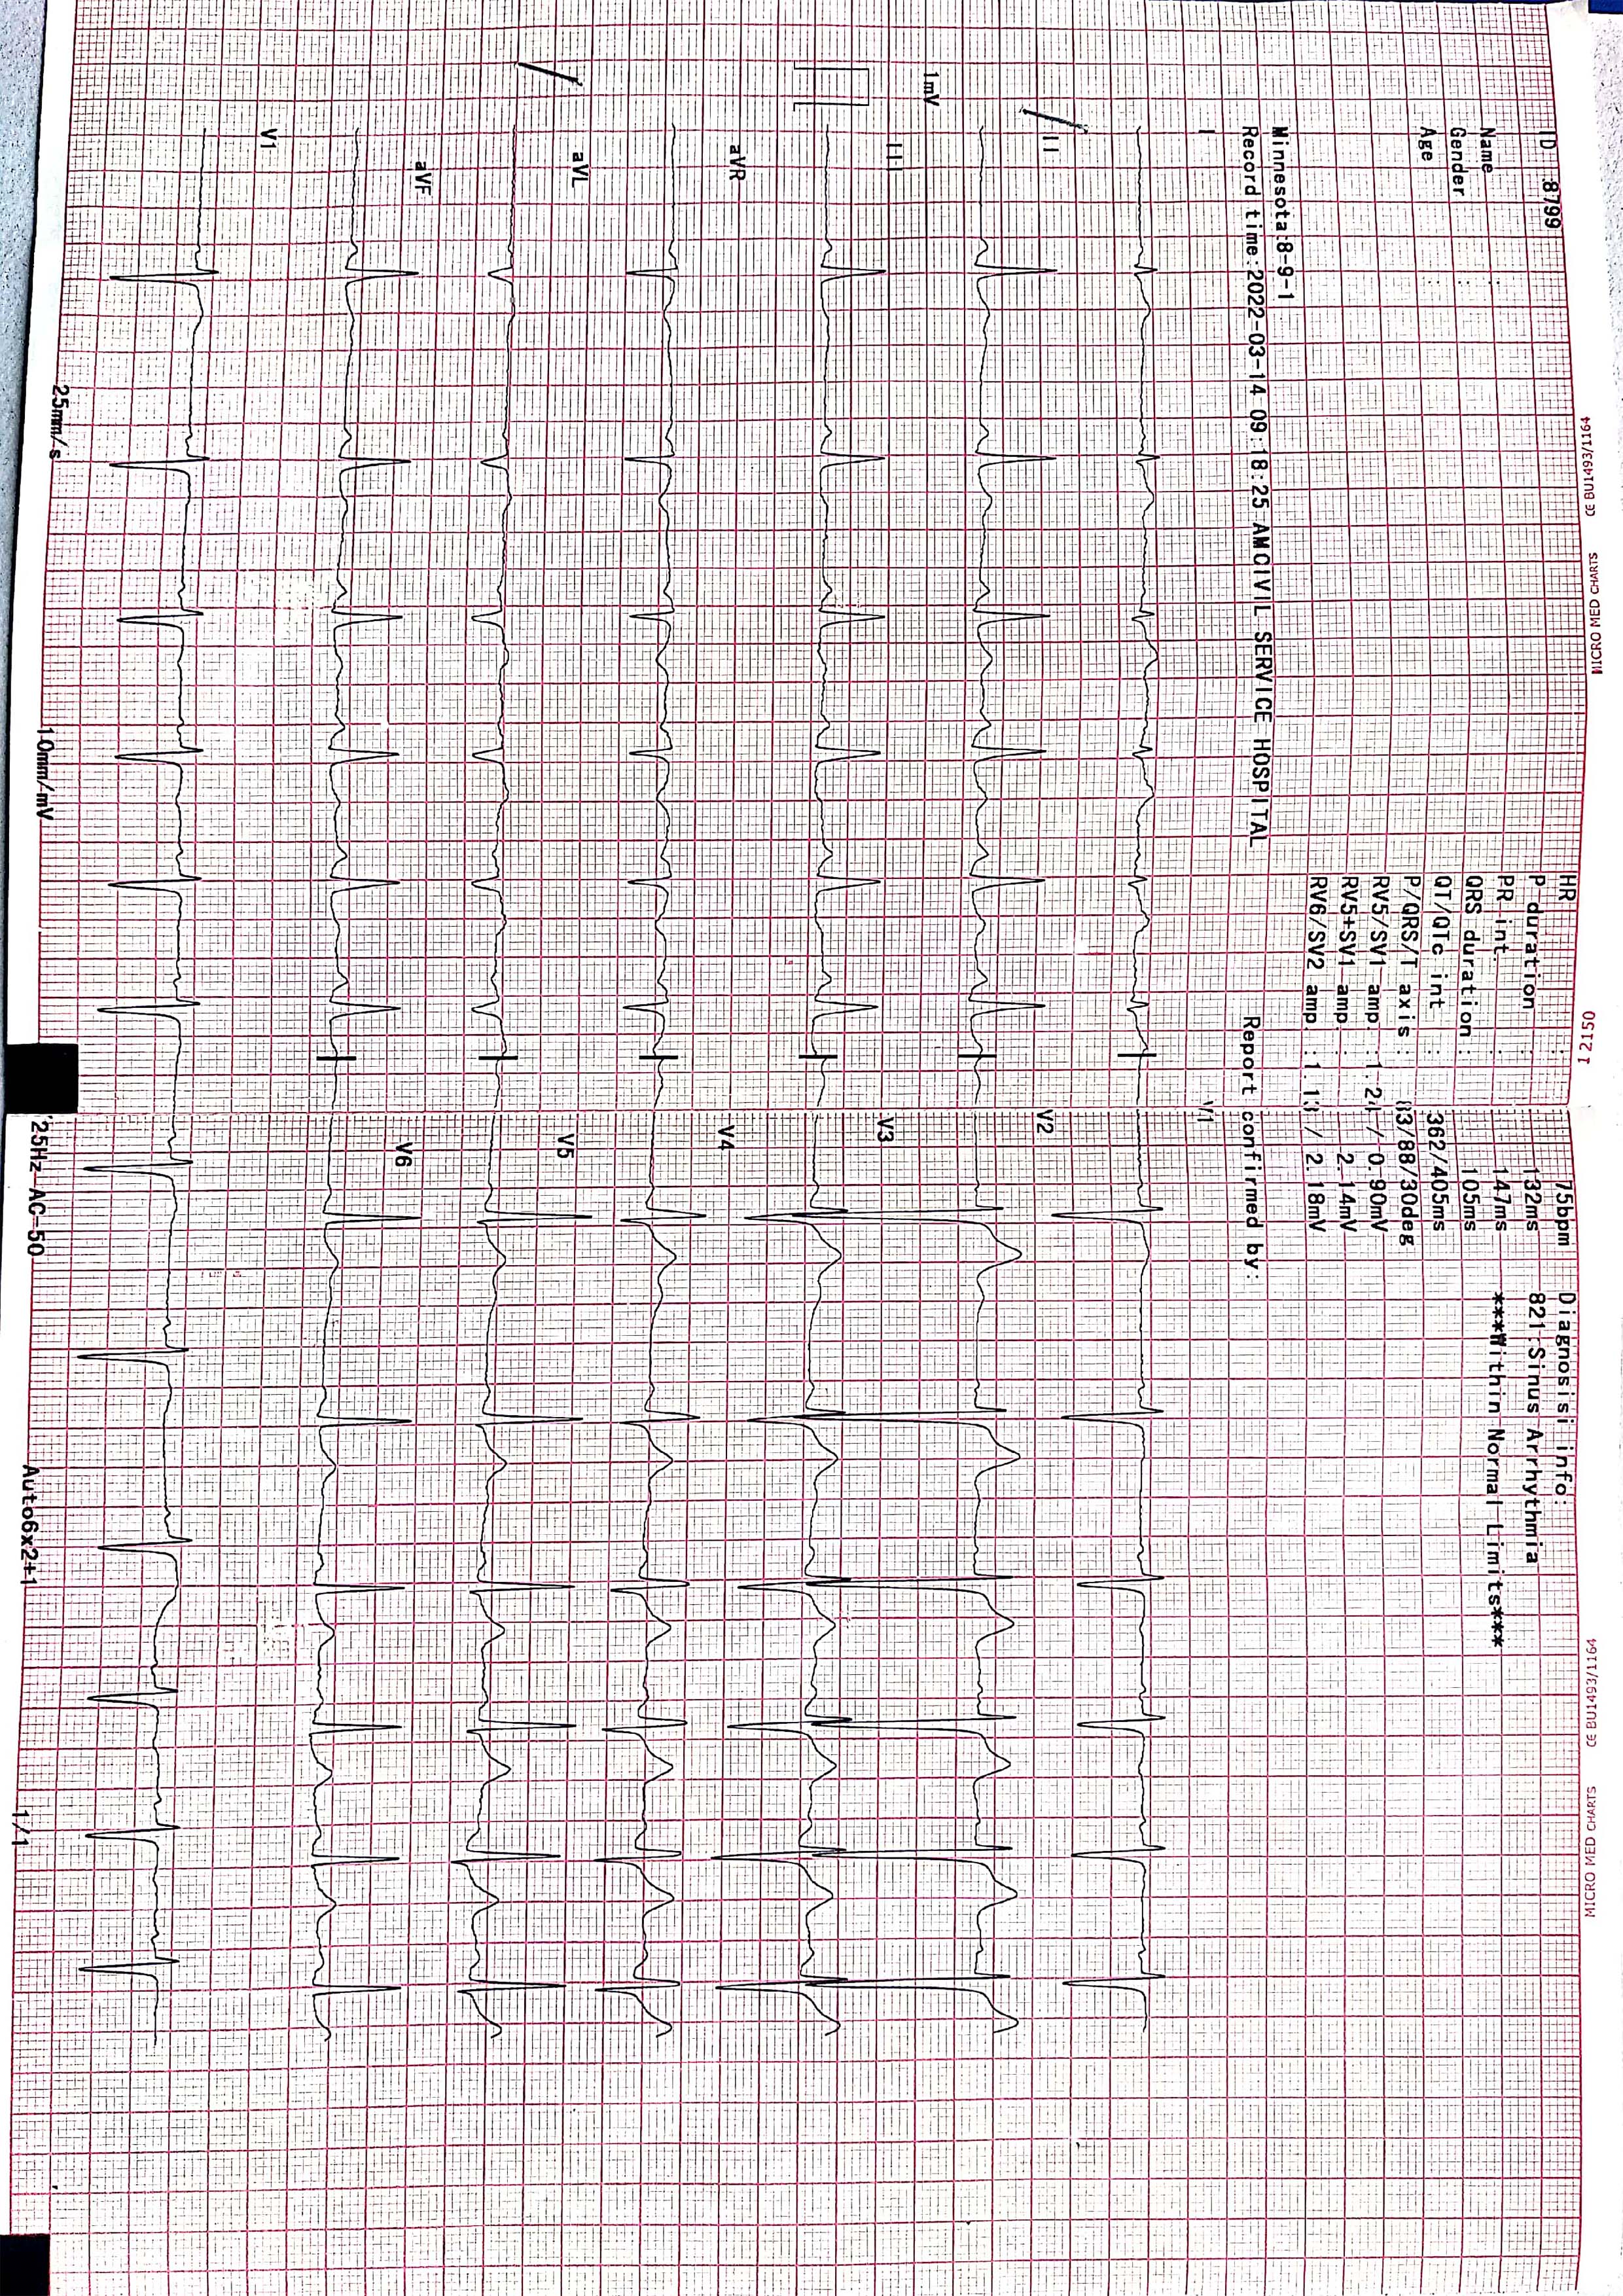 CE BU1493/1164
MICRO MED CHARTS
1 2150
CE BU1493/1164
MICRO MED CHARTS
ID :8799
Name :
Gender :
Age :
HR : 75bpm
P duration : 132ms
PR int. : 147ms
QRS duration : 105ms
QT/QTc int : 362/405ms
P/QRS/T axis : 83/88/30deg
RV5/SV1 amp. : 1.24/0.90mV
RV5+SV1 amp. : 2.14mV
RV6/SV2 amp. : 1.13/2.18mV
Diagnosis info:
821:Sinus Arrhythmia
***Within Normal Limits***
Minnesota:8-9-1
Record time:2022-03-14 09:18:25 AM CIVIL SERVICE HOSPITAL
Report confirmed by:
I
V1
II
V2
1mV
III
V3
aVR
V4
aVL
V5
aVF
V6
V1
25mm/s
10mm/mV
25Hz AC-50
Auto6x2+1
1/1